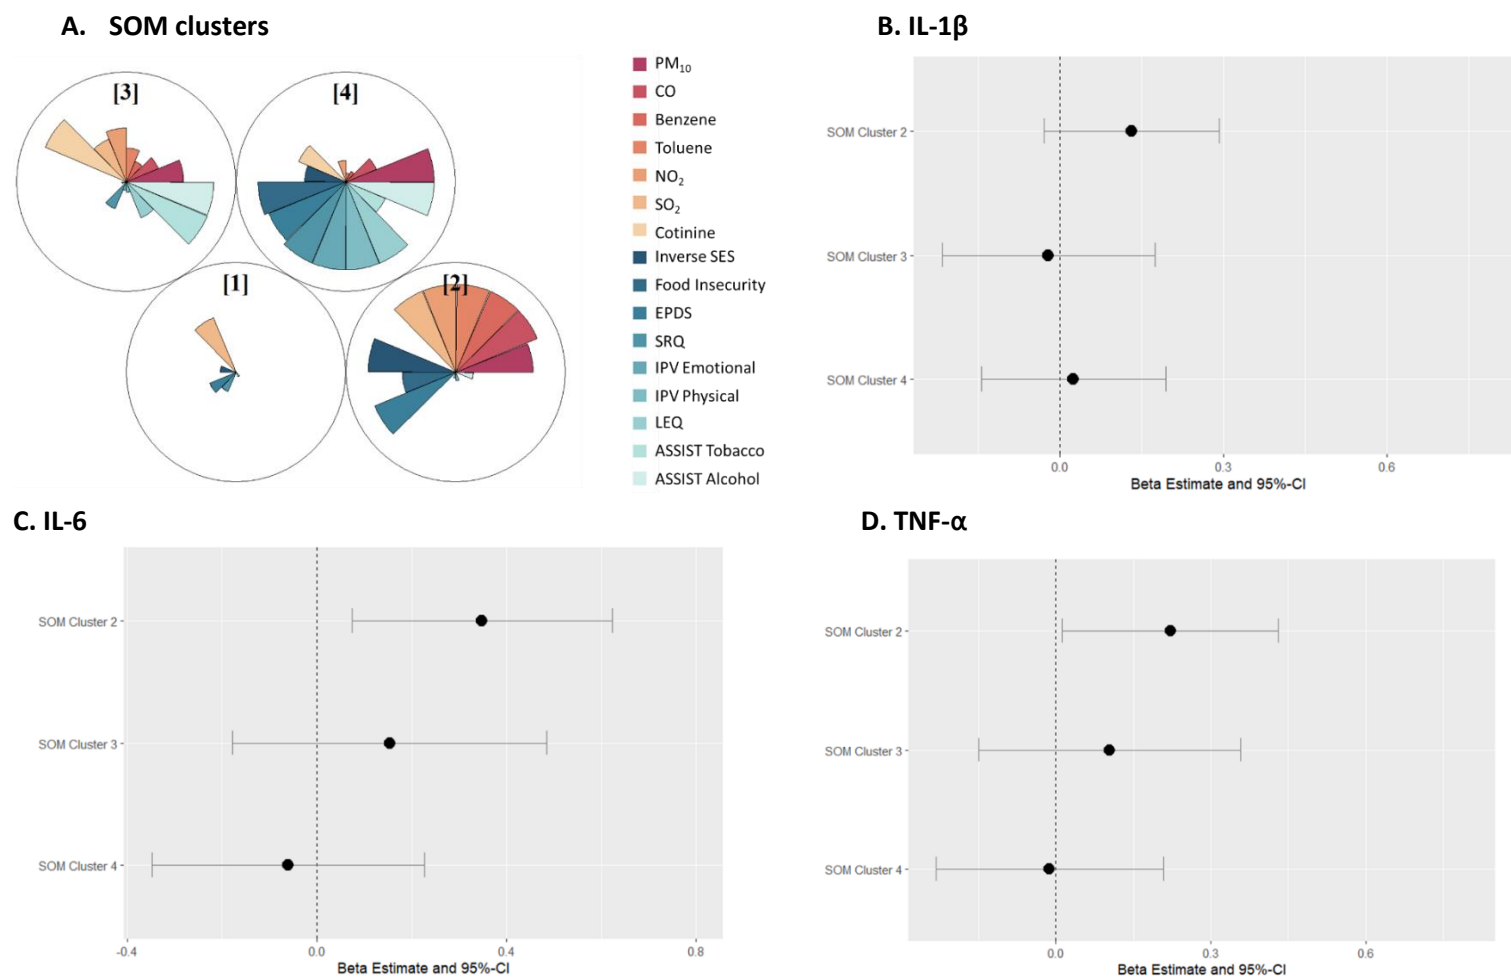 A. SOM clusters
[3]
[4]
[1]
[2]
PM10
CO
Benzene
Toluene
NO2
SO2
Cotinine
Inverse SES
Food Insecurity
EPDS
SRQ
IPV Emotional
IPV Physical
LEQ
ASSIST Tobacco
ASSIST Alcohol
B. IL-1β
SOM Cluster 2
SOM Cluster 3
SOM Cluster 4
0.0 0.3 0.6
Beta Estimate and 95%-CI
C. IL-6
SOM Cluster 2
SOM Cluster 3
SOM Cluster 4
-0.4 0.0 0.4 0.8
Beta Estimate and 95%-CI
D. TNF-α
SOM Cluster 2
SOM Cluster 3
SOM Cluster 4
0.0 0.3 0.6
Beta Estimate and 95%-CI